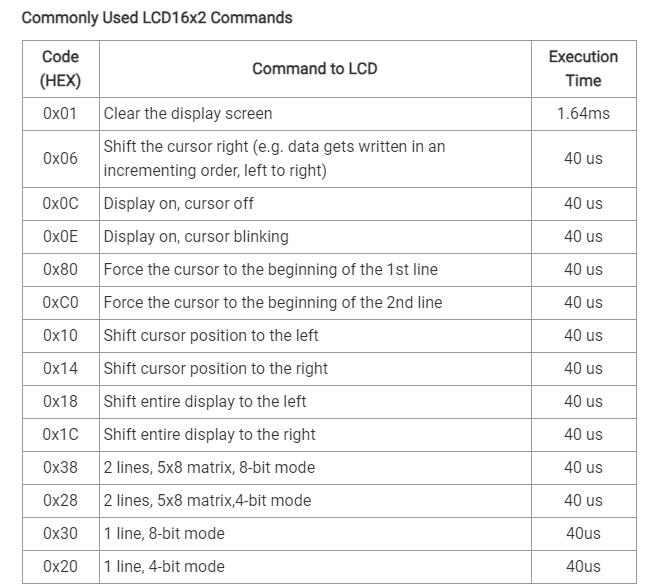 Commonly Used LCD16x2 Commands
Code
(HEX)
Command to LCD
Execution
Time
0x01 Clear the display screen 1.64ms
0x06 Shift the cursor right (e.g. data gets written in an
incrementing order, left to right) 40 us
0x0C Display on, cursor off 40 us
0x0E Display on, cursor blinking 40 us
0x80 Force the cursor to the beginning of the 1st line 40 us
0xC0 Force the cursor to the beginning of the 2nd line 40 us
0x10 Shift cursor position to the left 40 us
0x14 Shift cursor position to the right 40 us
0x18 Shift entire display to the left 40 us
0x1C Shift entire display to the right 40 us
0x38 2 lines, 5x8 matrix, 8-bit mode 40 us
0x28 2 lines, 5x8 matrix,4-bit mode 40 us
0x30 1 line, 8-bit mode 40us
0x20 1 line, 4-bit mode 40us